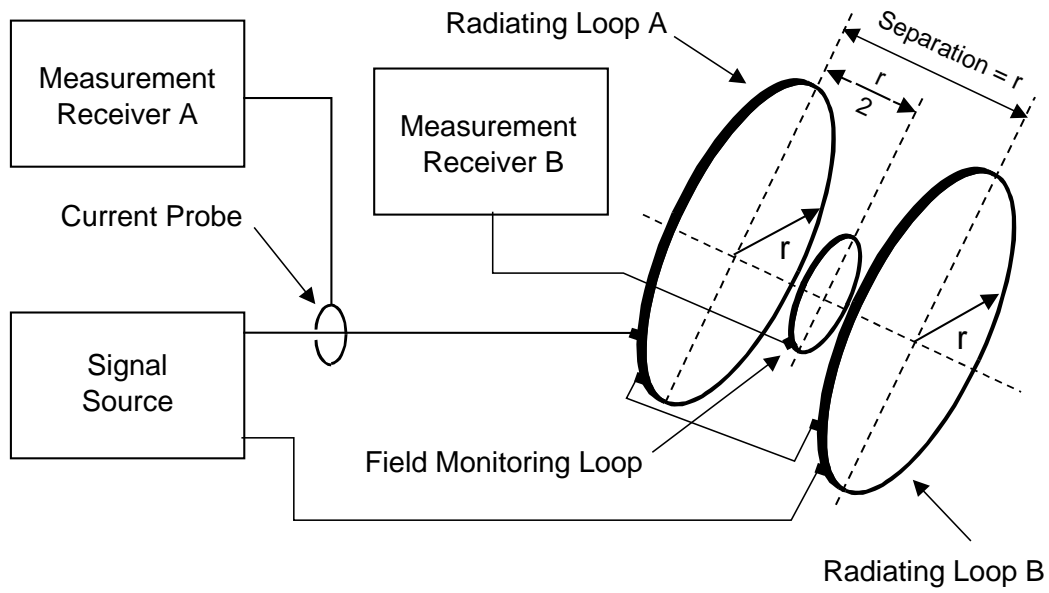 Radiating Loop A
Separation = r
r
2
Measurement
Receiver A
Measurement
Receiver B
Current Probe
r
r
Signal
Source
Field Monitoring Loop
Radiating Loop B